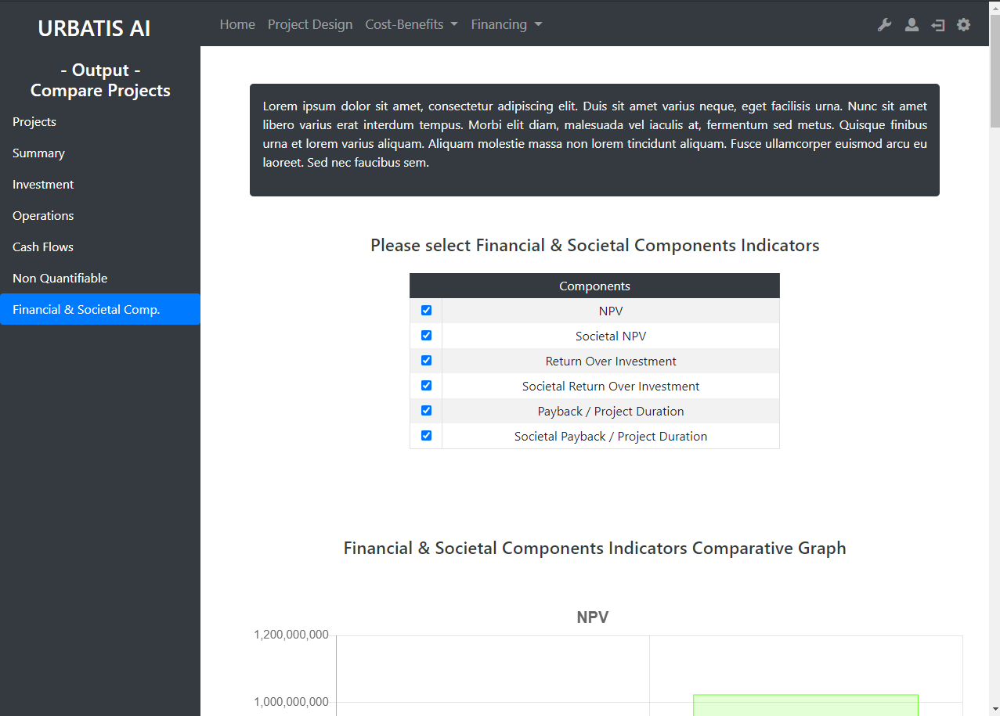 URBATIS AI
Home Project Design Cost-Benefits Financing
- Output -
Compare Projects
Projects
Summary
Investment
Operations
Cash Flows
Non Quantifiable
Financial & Societal Comp.
Lorem ipsum dolor sit amet, consectetur adipiscing elit. Duis sit amet varius neque, eget facilisis urna. Nunc sit amet
libero varius erat interdum tempus. Morbi elit diam, malesuada vel iaculis at, fermentum sed metus. Quisque finibus
urna et lorem varius aliquam. Aliquam molestie massa non lorem tincidunt aliquam. Fusce ullamcorper euismod arcu eu
laoreet. Sed nec faucibus sem.
Please select Financial & Societal Components Indicators
Components
NPV
Societal NPV
Return Over Investment
Societal Return Over Investment
Payback / Project Duration
Societal Payback / Project Duration
Financial & Societal Components Indicators Comparative Graph
NPV
1,200,000,000
1,000,000,000